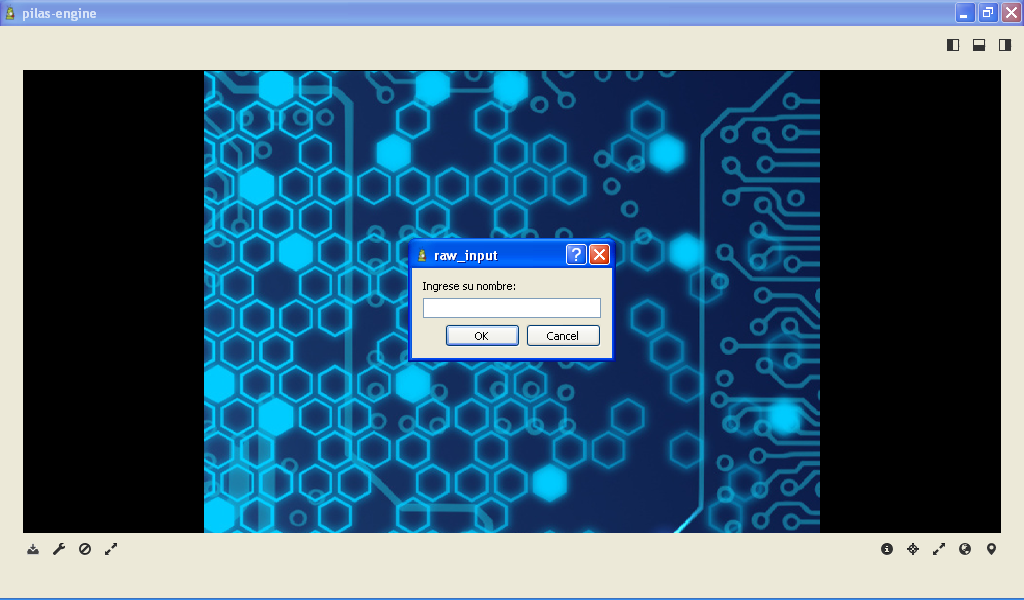 pilas-engine
raw_input
Ingrese su nombre:
OK
Cancel